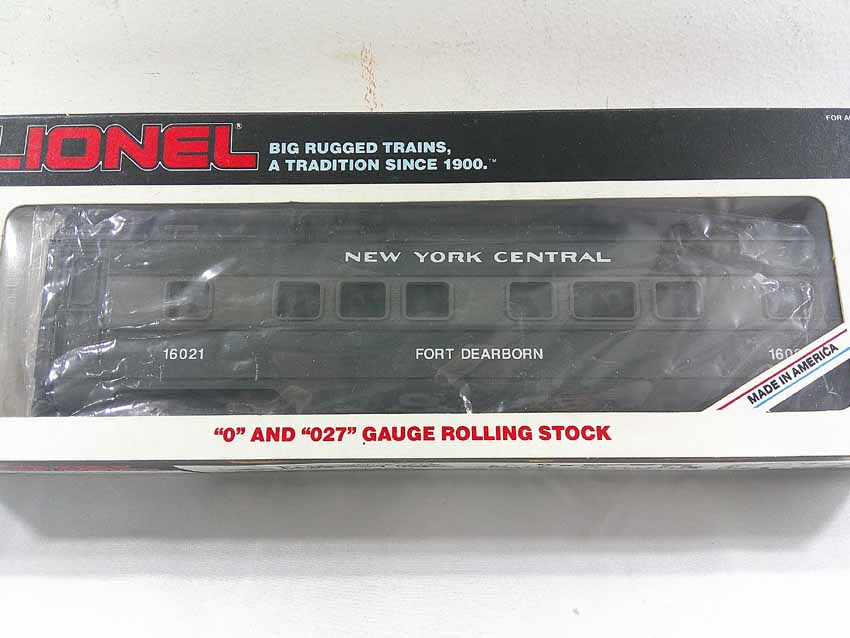 LIONEL®
BIG RUGGED TRAINS,
A TRADITION SINCE 1900.™
FOR
NEW YORK CENTRAL
16021
FORT DEARBORN
MADE IN AMERICA
“0” AND “027” GAUGE ROLLING STOCK